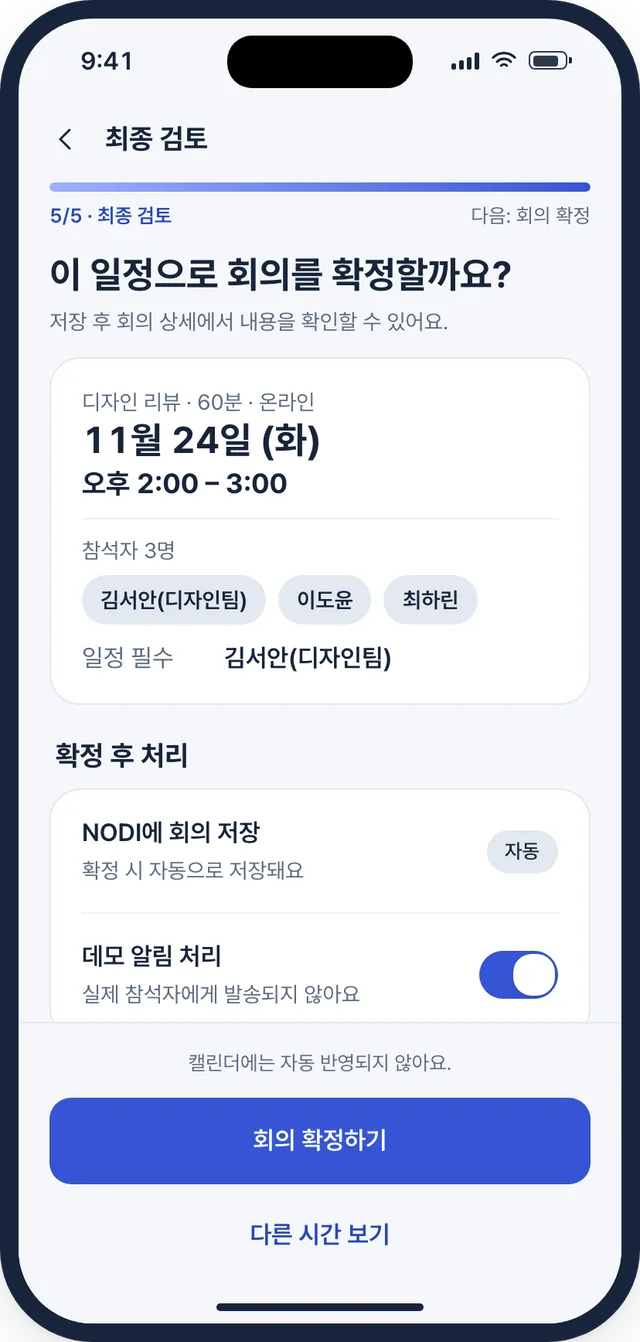 9:41
최종 검토
5/5 · 최종 검토
다음: 회의 확정
이 일정으로 회의를 확정할까요?
저장 후 회의 상세에서 내용을 확인할 수 있어요.
디자인 리뷰 · 60분 · 온라인
11월 24일 (화)
오후 2:00 – 3:00
참석자 3명
김서안(디자인팀) 이도윤 최하린
일정 필수 김서안(디자인팀)
확정 후 처리
NODI에 회의 저장
자동
확정 시 자동으로 저장돼요
데모 알림 처리
실제 참석자에게 발송되지 않아요
캘린더에는 자동 반영되지 않아요.
회의 확정하기
다른 시간 보기